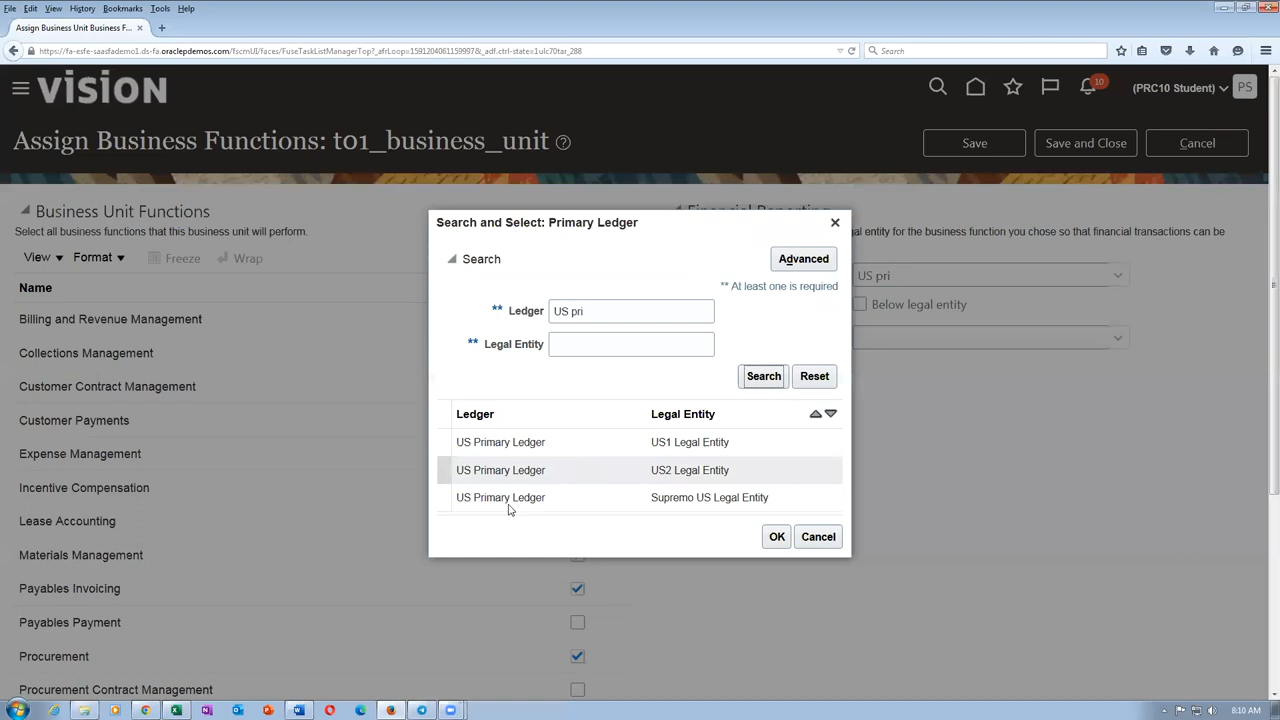 File Edit View History Bookmarks Tools Help
Assign Business Unit Business F... × +
https://fa-esfe-saasfademo1.ds-fa.oraclepdemos.com/fscmUI/faces/FuseTaskListManagerTop?_afrLoop=1591204061159997&_adf.ctrl-state=1ulc70tar_288
Search
VISION
10
(PRC10 Student)
PS
Assign Business Functions: t01_business_unit ?
Save
Save and Close
Cancel
Business Unit Functions
Select all business functions that this business unit will perform.
View Format Freeze Wrap
Name
Billing and Revenue Management
Collections Management
Customer Contract Management
Customer Payments
Expense Management
Incentive Compensation
Lease Accounting
Materials Management
Payables Invoicing
Payables Payment
Procurement
Procurement Contract Management
Financial Reporting
egal entity for the business function you chose so that financial transactions can be
US pri
Below legal entity
Search and Select: Primary Ledger
Search
Advanced
** At least one is required
** Ledger US pri
** Legal Entity
Search Reset
Ledger Legal Entity
US Primary Ledger US1 Legal Entity
US Primary Ledger US2 Legal Entity
US Primary Ledger Supremo US Legal Entity
OK Cancel
8:10 AM